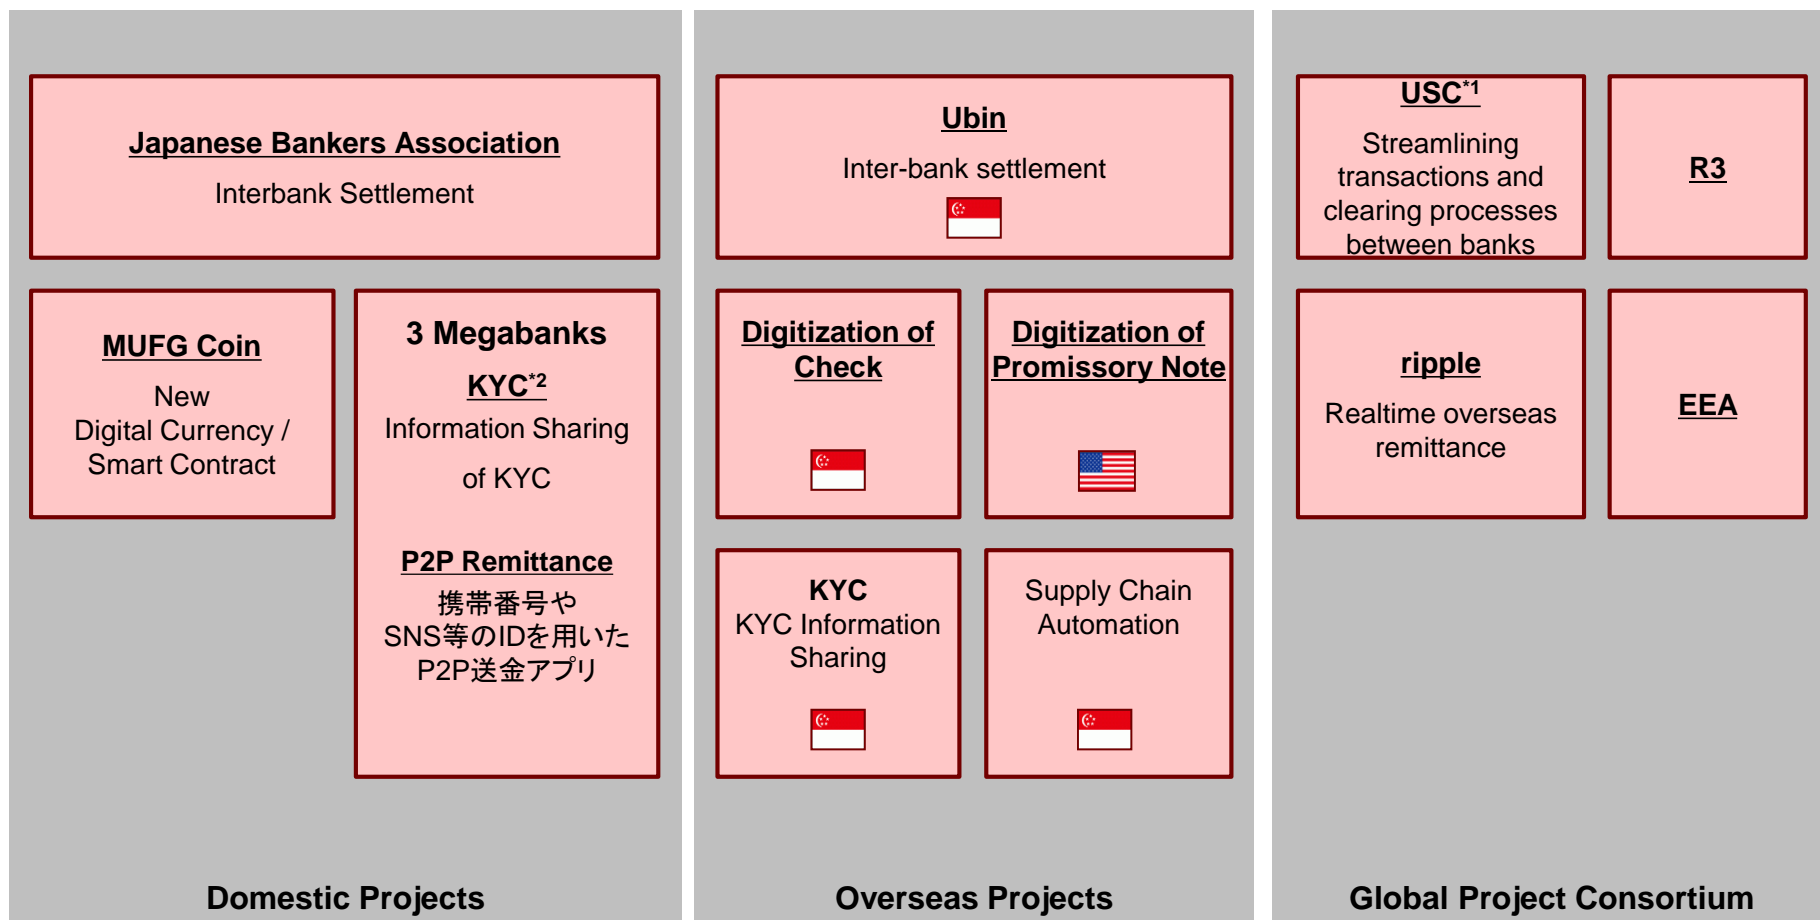 Japanese Bankers Association
Interbank Settlement
MUFG Coin
New
Digital Currency /
Smart Contract
3 Megabanks
KYC*2
Information Sharing
of KYC
P2P Remittance
携帯番号や
SNS等のIDを用いた
P2P送金アプリ
Domestic Projects
Ubin
Inter-bank settlement
Digitization of
Check
Digitization of
Promissory Note
KYC
KYC Information
Sharing
Supply Chain
Automation
Overseas Projects
USC*1
Streamlining
transactions and
clearing processes
between banks
R3
ripple
Realtime overseas
remittance
EEA
Global Project Consortium